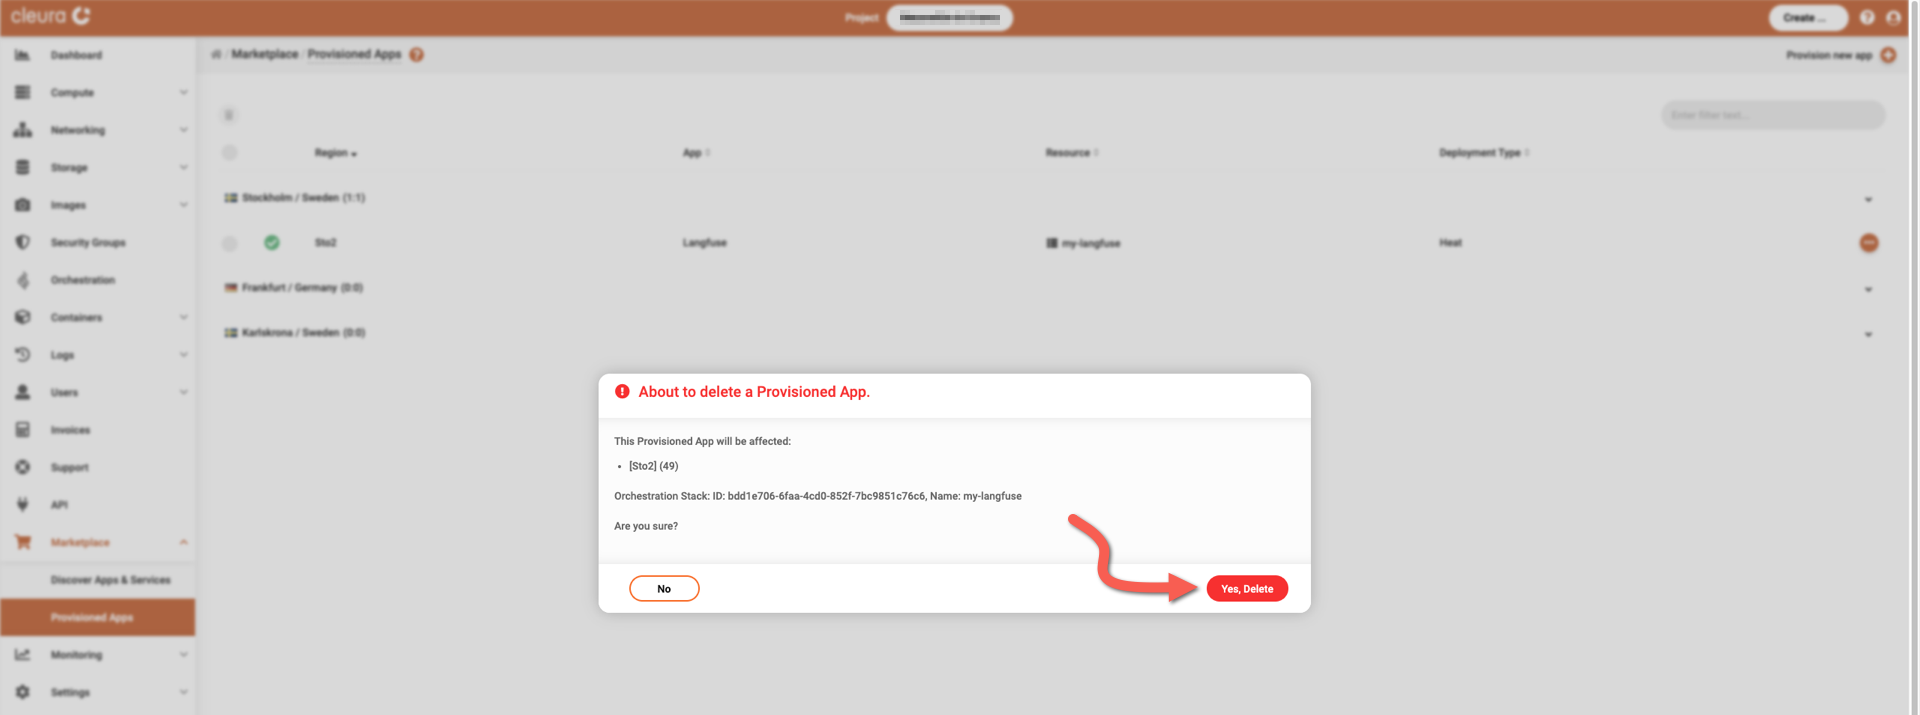 cleura
Project
Create ...
Dashboard
Compute
Networking
Storage
Images
Security Groups
Orchestration
Containers
Logs
Users
Invoices
Support
API
Marketplace
Discover Apps & Services
Provisioned Apps
Monitoring
Settings
/ Marketplace / Provisioned Apps ?
Provision new app
Enter filter text...
Region App Resource Deployment Type
Stockholm / Sweden (1:1)
Sto2 Langfuse my-langfuse Heat
Frankfurt / Germany (0:0)
Karlskrona / Sweden (0:0)
About to delete a Provisioned App.
This Provisioned App will be affected:
• [Sto2] (49)
Orchestration Stack: ID: bdd1e706-6faa-4cd0-852f-7bc9851c76c6, Name: my-langfuse
Are you sure?
No
Yes, Delete